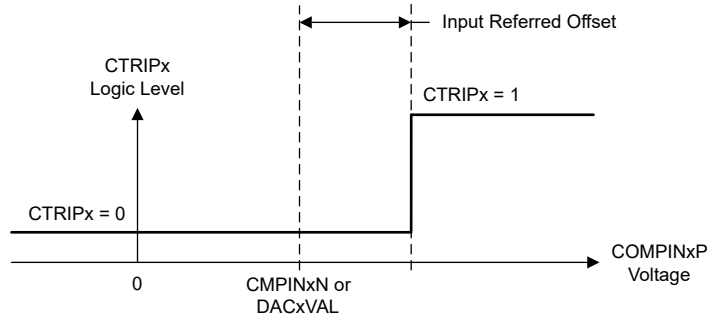 Input Referred Offset
CTRIPx
Logic Level
CTRIPx = 1
CTRIPx = 0
COMPINxP
Voltage
0
CMPINxN or
DACxVAL